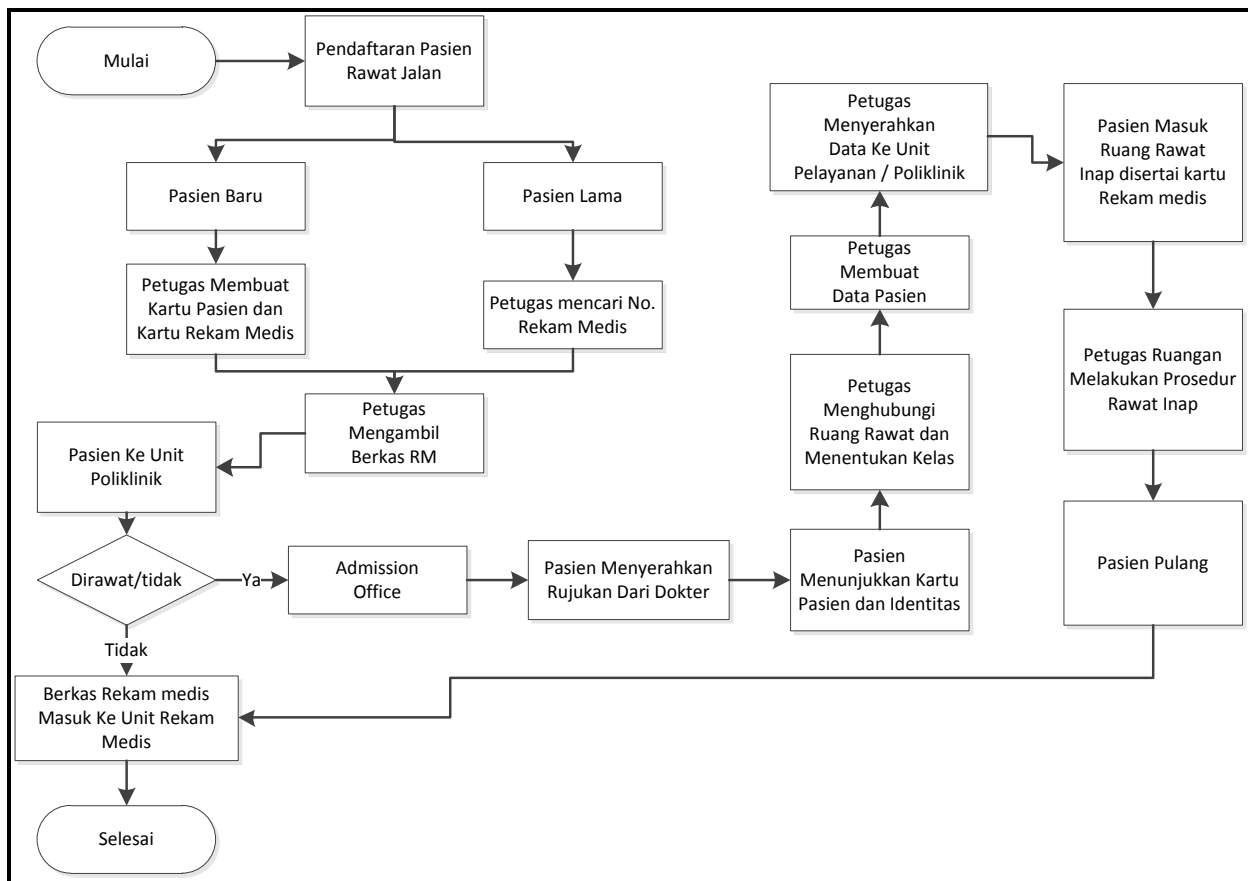 Mulai
Pendaftaran Pasien
Rawat Jalan
Pasien Baru
Pasien Lama
Petugas Membuat
Kartu Pasien dan
Kartu Rekam Medis
Petugas mencari No.
Rekam Medis
Petugas
Mengambil
Berkas RM
Pasien Ke Unit
Poliklinik
Dirawat/tidak
Ya
Tidak
Admission
Office
Pasien Menyerahkan
Rujukan Dari Dokter
Pasien
Menunjukkan Kartu
Pasien dan Identitas
Petugas
Menghubungi
Ruang Rawat dan
Menentukan Kelas
Petugas
Membuat
Data Pasien
Petugas
Menyerahkan
Data Ke Unit
Pelayanan / Poliklinik
Pasien Masuk
Ruang Rawat
Inap disertai kartu
Rekam medis
Petugas Ruangan
Melakukan Prosedur
Rawat Inap
Pasien Pulang
Berkas Rekam medis
Masuk Ke Unit Rekam
Medis
Selesai